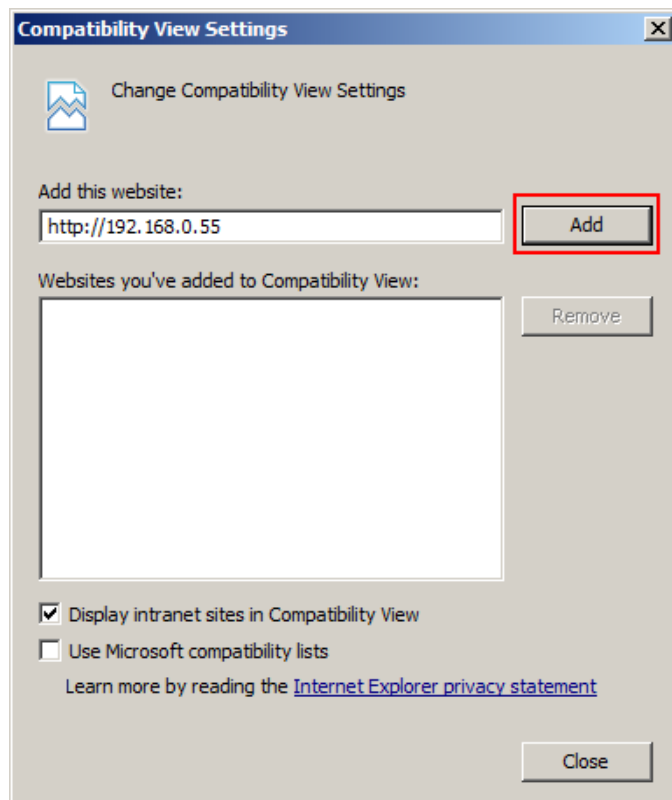 Compatibility View Settings
Change Compatibility View Settings
Add this website:
http://192.168.0.55
Add
Websites you've added to Compatibility View:
Remove
Display intranet sites in Compatibility View
Use Microsoft compatibility lists
Learn more by reading the Internet Explorer privacy statement
Close